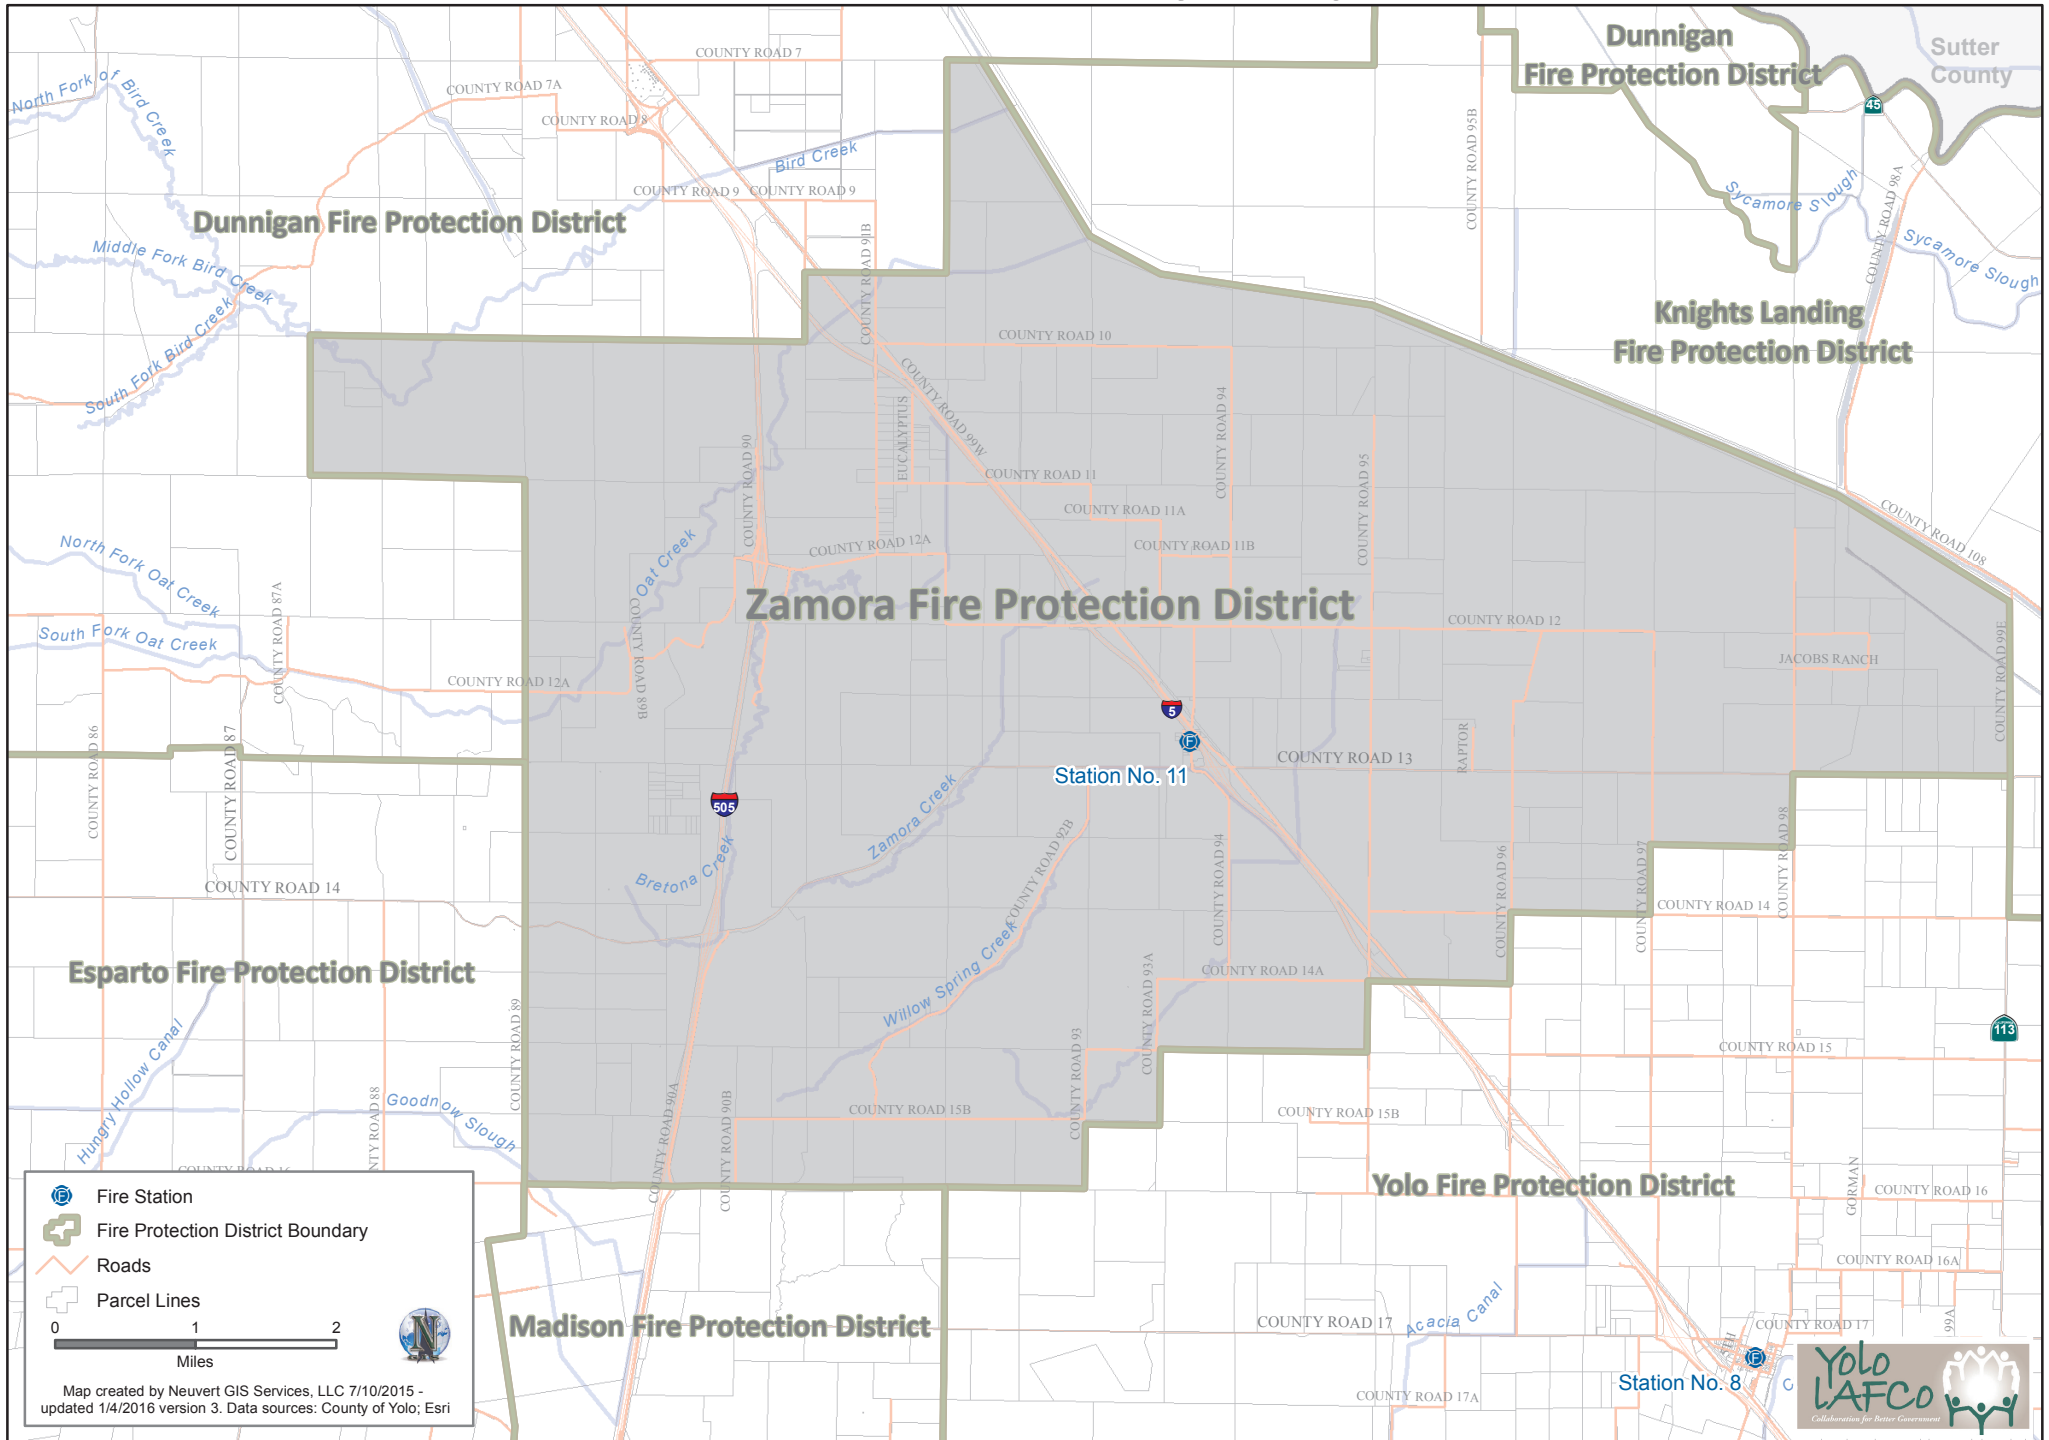 COUNTY ROAD 7
Dunnigan
Fire Protection District
Sutter
County
North Fork of Bird Creek
COUNTY ROAD 7A
COUNTY ROAD 8
45
COUNTY ROAD 95B
Bird Creek
COUNTY ROAD 9
COUNTY ROAD 9
Sycamore Slough
COUNTY ROAD 98A
Dunnigan Fire Protection District
Middle Fork Bird Creek
COUNTY ROAD 91B
Sycamore Slough
South Fork Bird Creek
Knights Landing
Fire Protection District
COUNTY ROAD 10
COUNTY ROAD 99W
EUCALYPTUS
COUNTY ROAD 94
COUNTY ROAD 90
COUNTY ROAD 11
COUNTY ROAD 95
COUNTY ROAD 11A
COUNTY ROAD 108
North Fork Oat Creek
COUNTY ROAD 12A
COUNTY ROAD 11B
Oat Creek
COUNTY ROAD 87A
Zamora Fire Protection District
COUNTY ROAD 12
South Fork Oat Creek
COUNTY ROAD 89B
COUNTY ROAD 99E
JACOBS RANCH
COUNTY ROAD 12A
5
COUNTY ROAD 86
COUNTY ROAD 87
RAPTOR
COUNTY ROAD 13
Station No. 11
505
Zamora Creek
COUNTY ROAD 92B
COUNTY ROAD 98
Bretona Creek
COUNTY ROAD 94
COUNTY ROAD 96
COUNTY ROAD 97
COUNTY ROAD 14
COUNTY ROAD 14
Willow Spring Creek
COUNTY ROAD 93A
Esparto Fire Protection District
COUNTY ROAD 14A
COUNTY ROAD 89
113
Hungry Hollow Canal
COUNTY ROAD 93
COUNTY ROAD 15
Goodnow Slough
COUNTY ROAD 90A
COUNTY ROAD 90B
COUNTY ROAD 15B
COUNTY ROAD 15B
NTY ROAD 88
COUNTY ROAD 16
Yolo Fire Protection District
GORMAN
COUNTY ROAD 16
Fire Station
Fire Protection District Boundary
Roads
Parcel Lines
0 1 2
Miles
N
Map created by Neuvert GIS Services, LLC 7/10/2015 -
updated 1/4/2016 version 3. Data sources: County of Yolo; Esri
COUNTY ROAD 16A
Madison Fire Protection District
Acacia Canal
COUNTY ROAD 17
COUNTY ROAD 17
99A
Station No. 8
C
COUNTY ROAD 17A
YOLO
LAFCO
Collaboration for Better Government